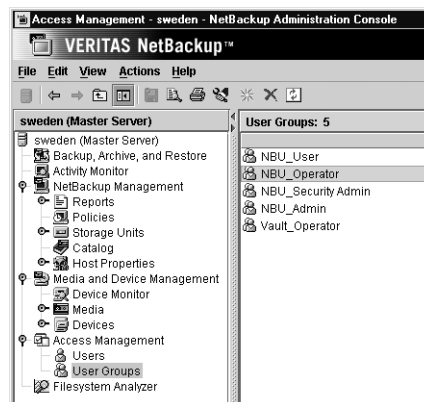 Access Management - sweden - NetBackup Administration Console
VERITAS NetBackup™
File Edit View Actions Help
sweden (Master Server)
sweden (Master Server)
Backup, Archive, and Restore
Activity Monitor
NetBackup Management
Reports
Policies
Storage Units
Catalog
Host Properties
Media and Device Management
Device Monitor
Media
Devices
Access Management
Users
User Groups
Filesystem Analyzer
User Groups: 5
NBU_User
NBU_Operator
NBU_Security Admin
NBU_Admin
Vault_Operator